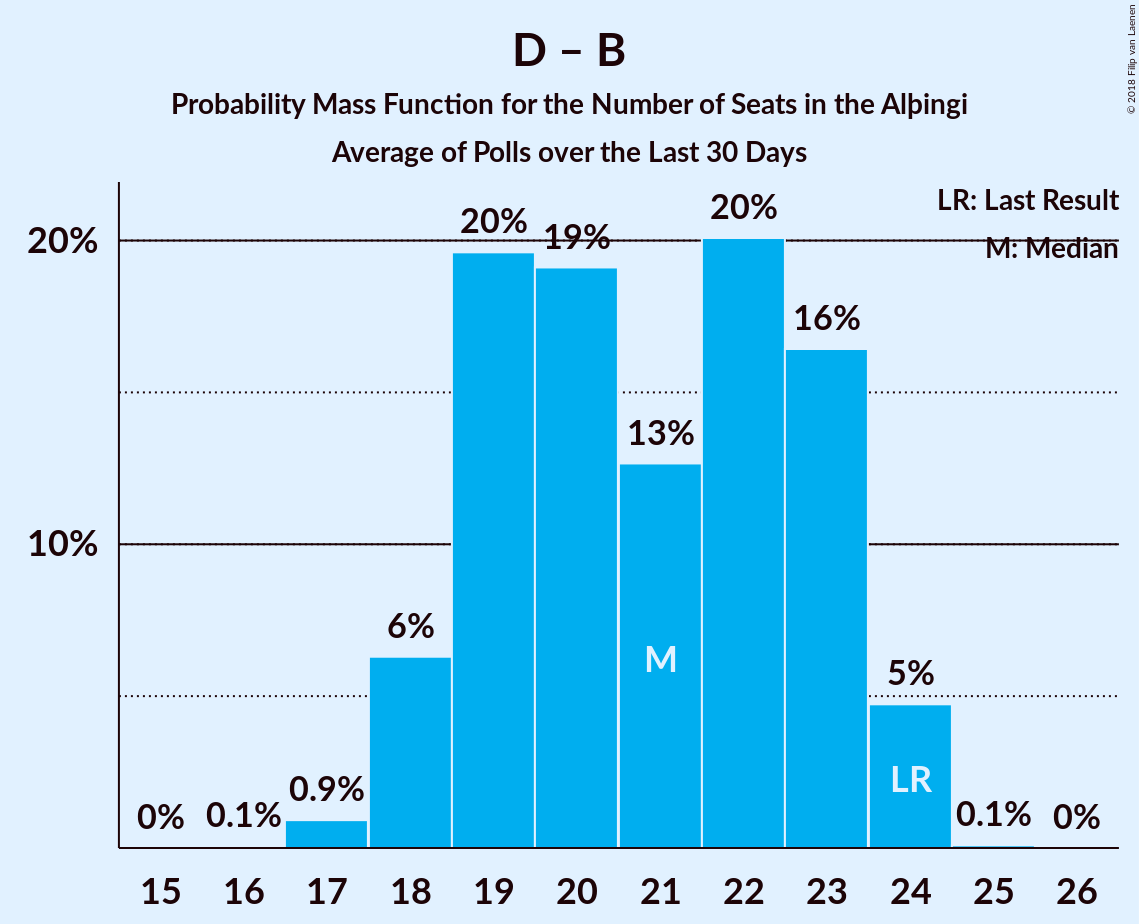 D – B
Probability Mass Function for the Number of Seats in the Alþingi
Average of Polls over the Last 30 Days
© 2018 Filip van Laenen
LR: Last Result
M: Median
20%
10%
0%
0.1%
0.9%
6%
20%
19%
13%
20%
16%
5%
0.1%
0%
M
LR
15 16 17 18 19 20 21 22 23 24 25 26